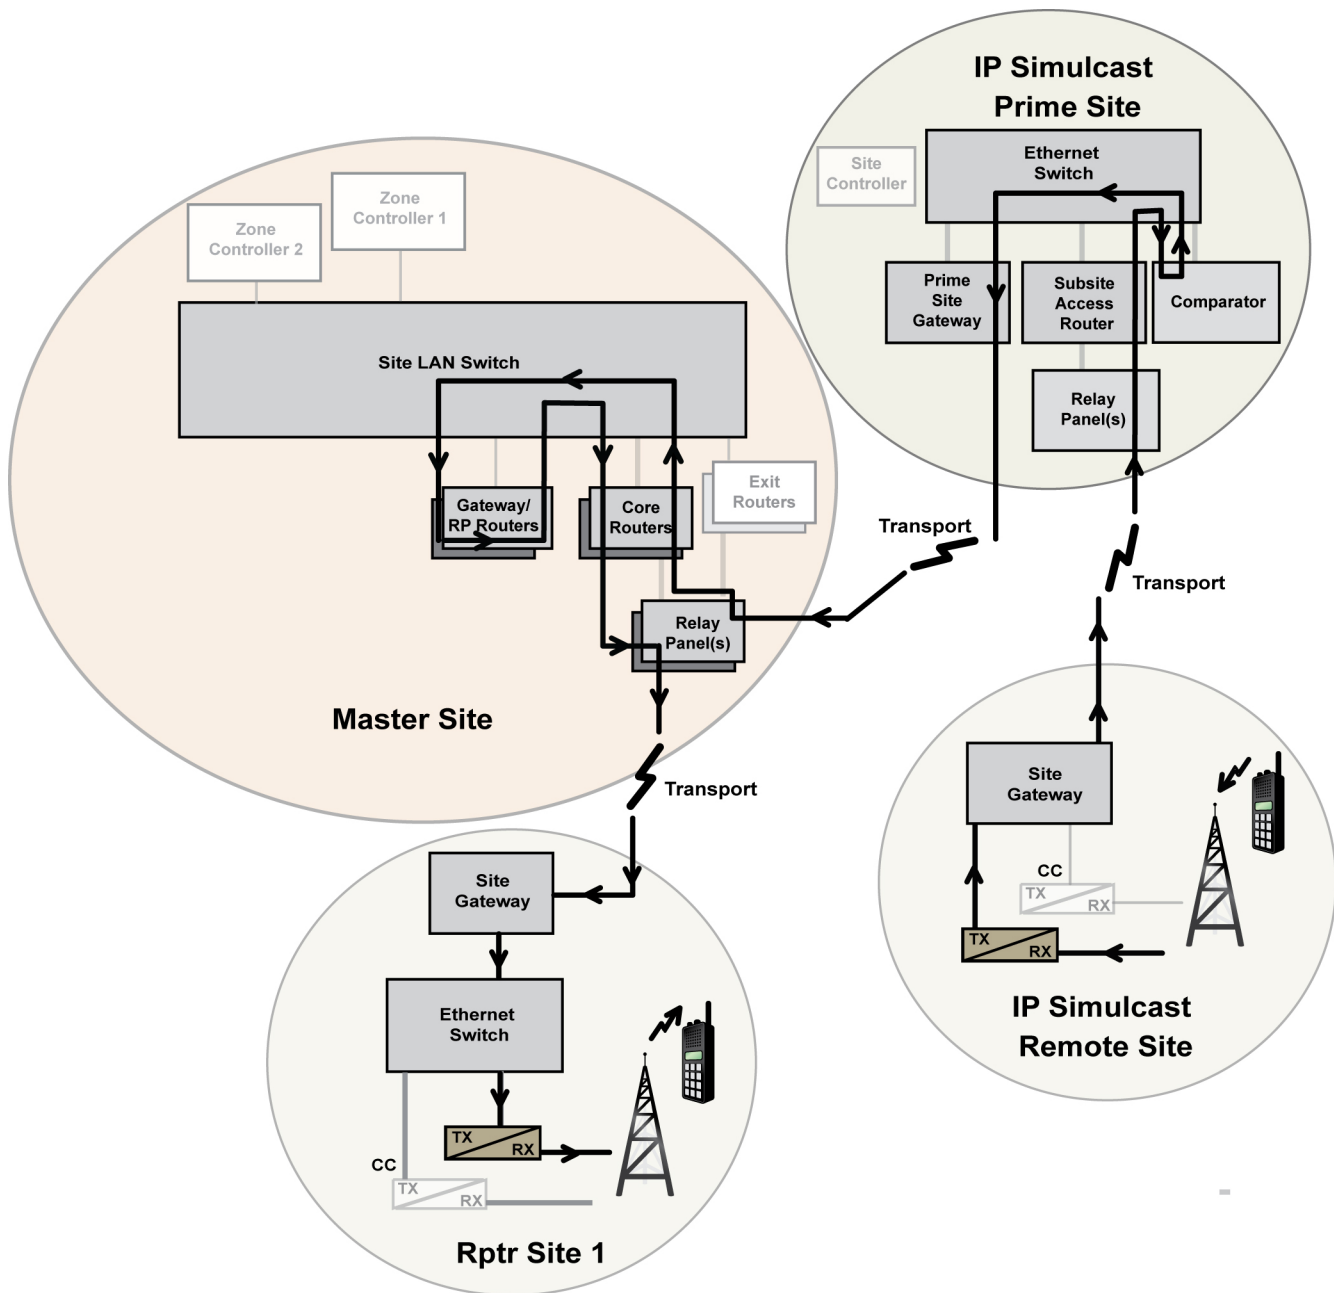 IP Simulcast
Prime Site
Ethernet
Switch
Site
Controller
Prime
Site
Gateway
Subsite
Access
Router
Comparator
Relay
Panel(s)
Zone
Controller 1
Zone
Controller 2
Site LAN Switch
Gateway/
RP Routers
Core
Routers
Exit
Routers
Relay
Panel(s)
Master Site
Transport
Transport
Transport
Site
Gateway
CC
TX
RX
TX
RX
IP Simulcast
Remote Site
Site
Gateway
Ethernet
Switch
TX
RX
CC
TX
RX
Rptr Site 1